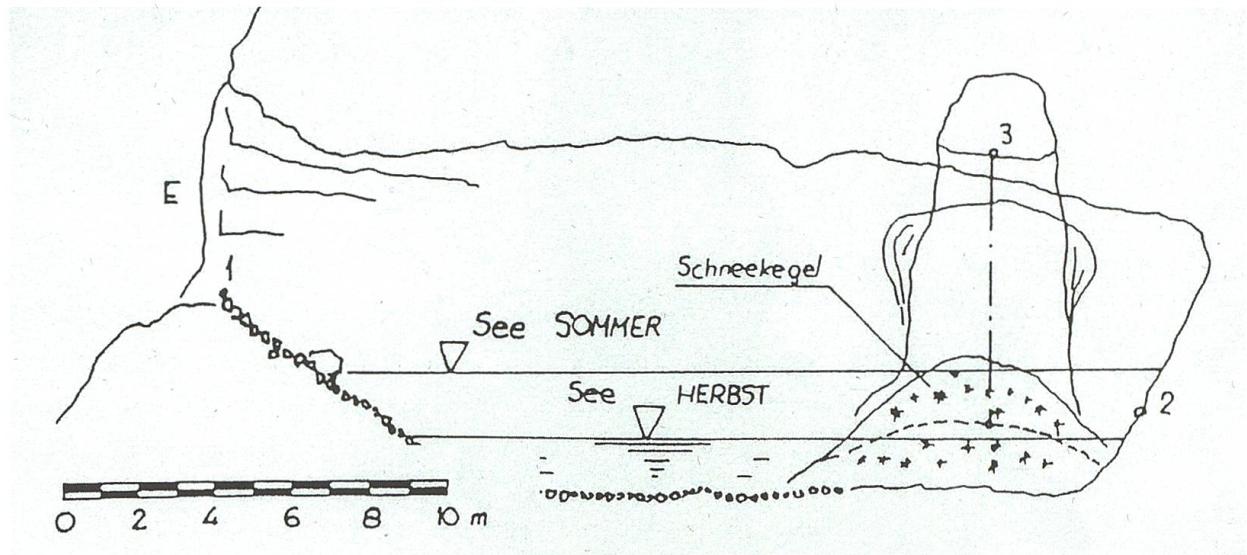 3
E
1
Schneekegel
See SOMMER
See HERBST
2
0 2 4 6 8 10 m